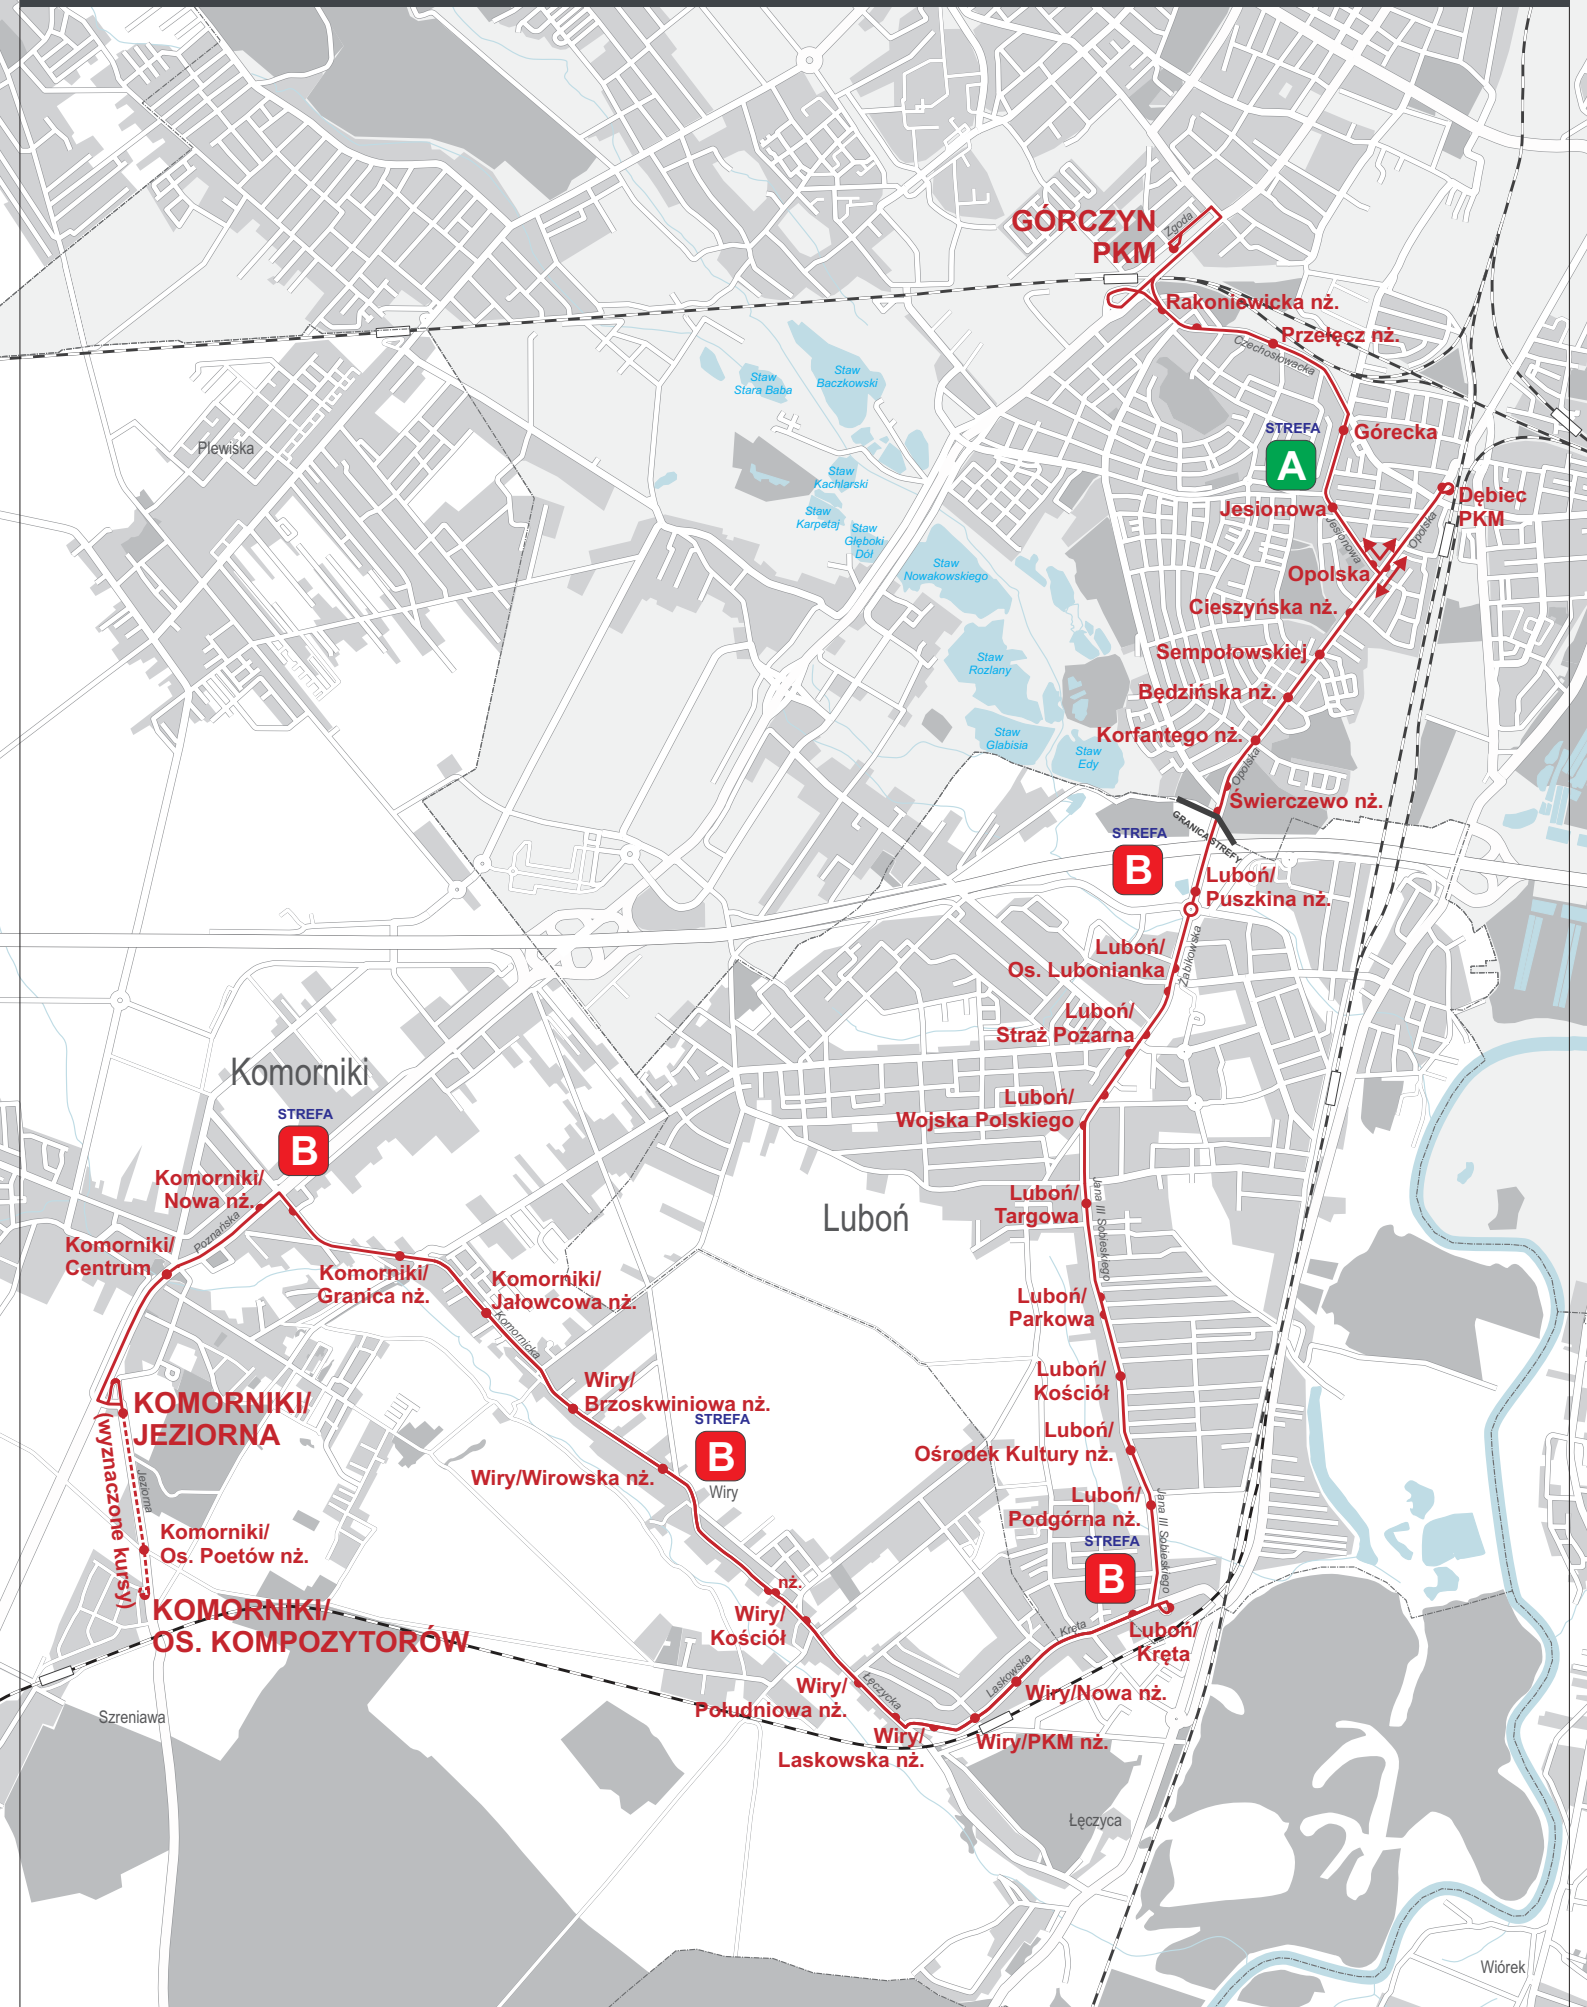 GÓRCZYN
PKM
Zgoda
Rakoniewicka nż.
Przełęcz nż.
Czechosłowacka
STREFA
A
Górecka
Staw
Stara Baba
Staw
Baczkowski
Plewiska
Staw
Kachlarski
Staw
Karpetaj
Staw
Głęboki
Dół
Jesionowa
Dębiec
PKM
Jesionowa
Opolska
Staw
Nowakowskiego
Opolska
Cieszyńska nż.
Sempołowskiej
Staw
Rozlany
Będzińska nż.
Staw
Glabisia
Staw
Edy
Korfantego nż.
Opolska
Świerczewo nż.
GRANICA STREFY
STREFA
B
Luboń/
Puszkina nż.
Żabikowska
Luboń/
Os. Lubonianka
Luboń/
Straż Pożarna
Komorniki
Luboń/
Wojska Polskiego
STREFA
B
Komorniki/
Nowa nż.
Poznańska
Luboń
Luboń/
Targowa
Jana III Sobieskiego
Komorniki/
Centrum
Komorniki/
Granica nż.
Komorniki/
Jałowcowa nż.
Komornicka
Luboń/
Parkowa
Wiry/
Brzoskwiniowa nż.
Luboń/
Kościół
KOMORNIKI/
JEZIORNA
(wyznaczone kursy)
Jeziorna
STREFA
B
Wiry
Wiry/Wirowska nż.
Luboń/
Ośrodek Kultury nż.
Luboń/
Podgórna nż.
Jana III Sobieskiego
STREFA
B
Komorniki/
Os. Poetów nż.
KOMORNIKI/
OS. KOMPOZYTORÓW
nż.
Wiry/
Kościół
Kręta
Luboń/
Kręta
Laskowska
Wiry/Nowa nż.
Łęczycka
Wiry/
Południowa nż.
Szreniawa
Wiry/
Laskowska nż.
Wiry/PKM nż.
Łęczyca
Wiórek